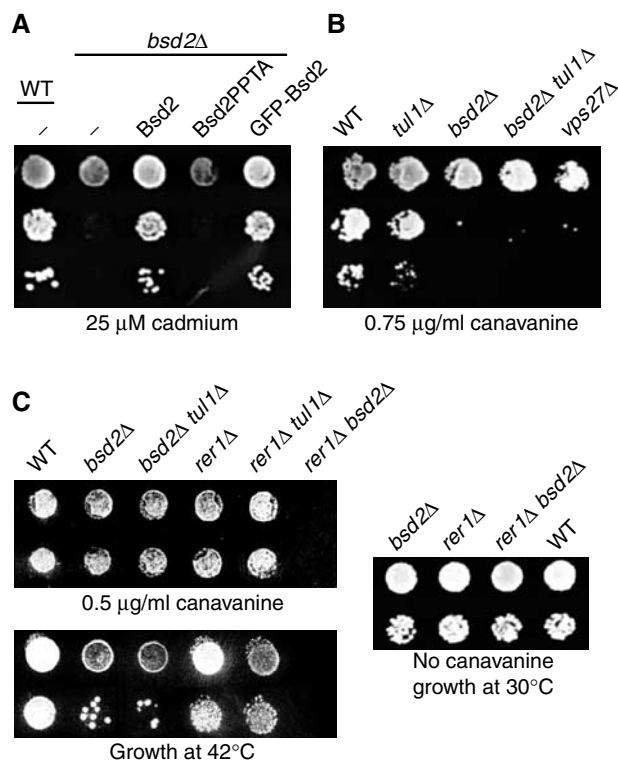 A
bsd2Δ
WT
–
–
Bsd2
Bsd2PPTA
GFP-Bsd2
25 μM cadmium
B
WT
tul1Δ
bsd2Δ
bsd2Δ tul1Δ
vps27Δ
0.75 μg/ml canavanine
C
WT
bsd2Δ
bsd2Δ tul1Δ
rer1Δ
rer1Δ tul1Δ
rer1Δ bsd2Δ
0.5 μg/ml canavanine
Growth at 42°C
bsd2Δ
rer1Δ
rer1Δ bsd2Δ
WT
No canavanine
growth at 30°C